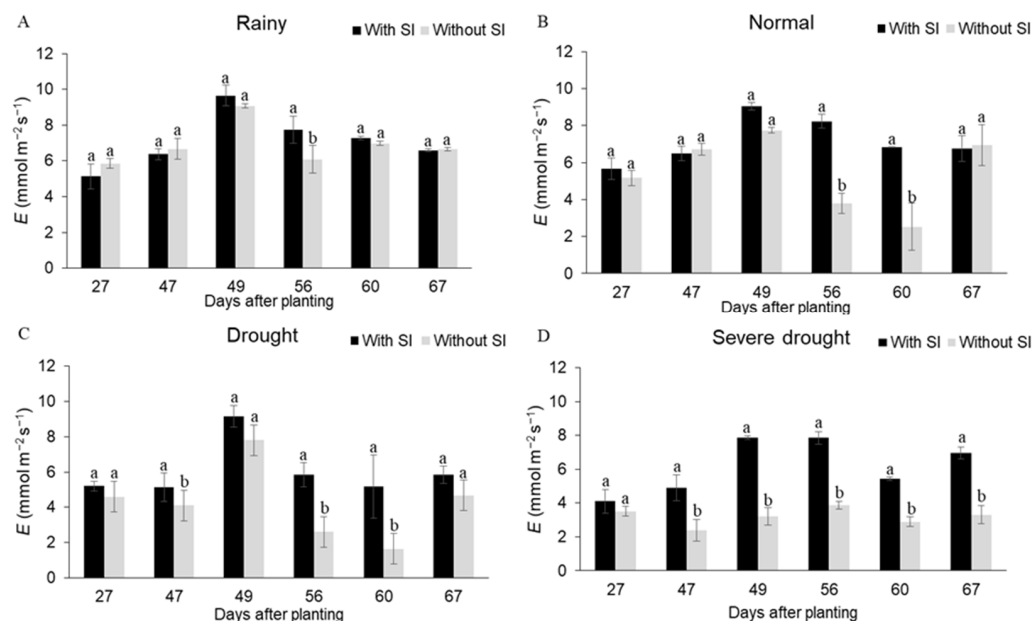 A
Rainy
With SI Without SI
12
10
8
6
4
2
0
E (mmol m−2 s−1)
a a a a a a a b a a a a
27 47 49 56 60 67
Days after planting
B
Normal
With SI Without SI
12
10
8
6
4
2
0
E (mmol m−2 s−1)
a a a a a a a b a b a a
27 47 49 56 60 67
Days after planting
C
Drought
With SI Without SI
12
10
8
6
4
2
0
E (mmol m−2 s−1)
a a a b a a a b a b a a
27 47 49 56 60 67
Days after planting
D
Severe drought
With SI Without SI
12
10
8
6
4
2
0
E (mmol m−2 s−1)
a a a b a b a b a b a b
27 47 49 56 60 67
Days after planting